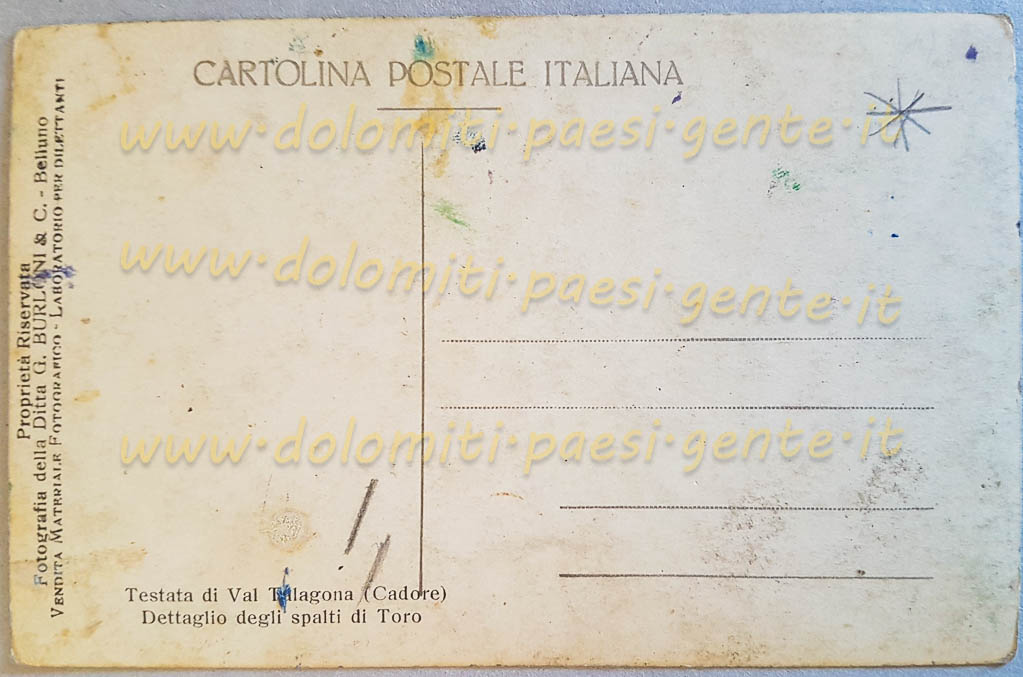 CARTOLINA POSTALE ITALIANA
www.dolomiti.paesi.gente.it
www.dolomiti.paesi.gente.it
www.dolomiti.paesi.gente.it
Proprietà Riservata
Fotografia della Ditta G. BURLONI & C. - Belluno
VENDITA MATERIALE FOTOGRAFICO - LABORATORIO PER DILETTANTI
Testata di Val Talagona (Cadore)
Dettaglio degli spalti di Toro